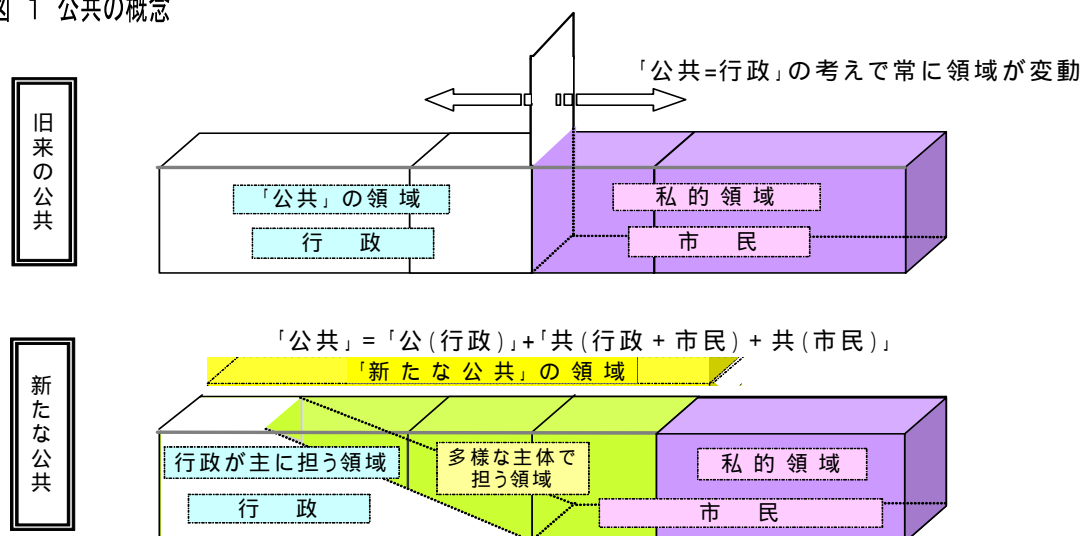 図 1 公共の概念
「公共=行政」の考えで常に領域が変動
旧来の公共
「公共」の領域
私的領域
行 政
市 民
「公共」=「公(行政)」+「共(行政+市民)+共(市民)」
「新たな公共」の領域
新たな公共
行政が主に担う領域
多様な主体で
担う領域
私的領域
行 政
市 民